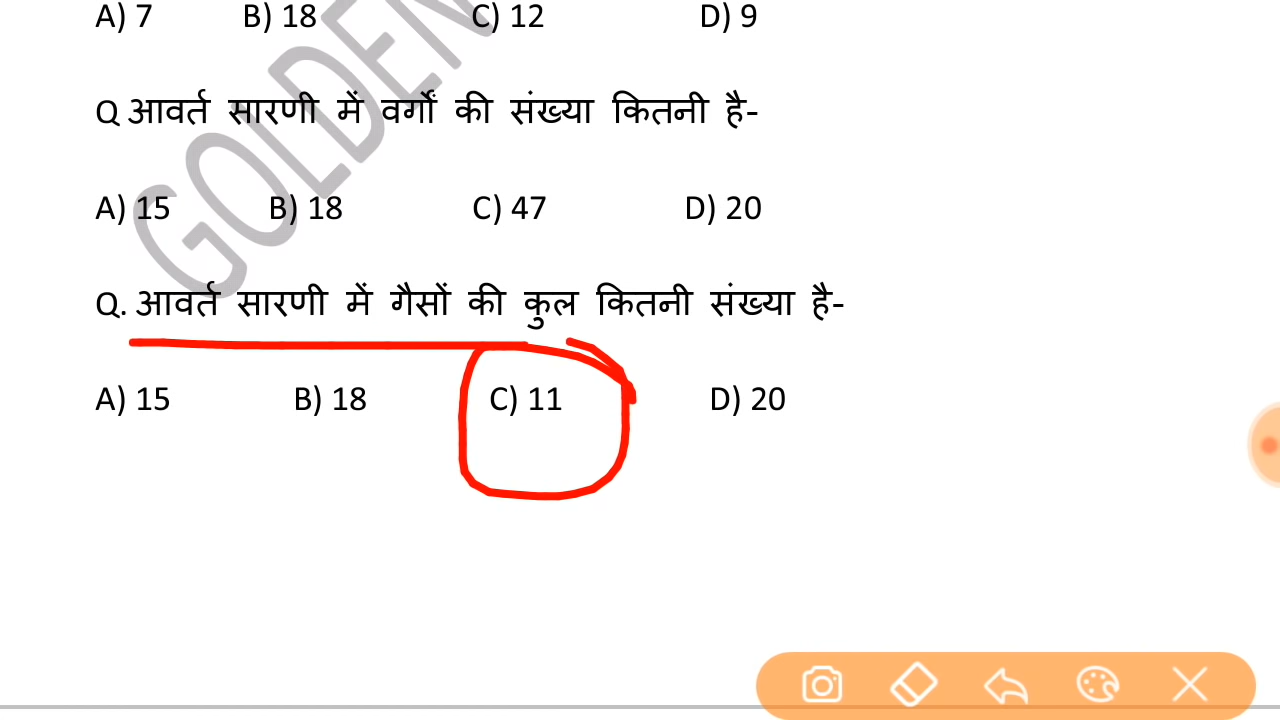 A) 7 B) 18 C) 12 D) 9
Q आवर्त सारणी में वर्गों की संख्या कितनी है-
A) 15 B) 18 C) 47 D) 20
Q. आवर्त सारणी में गैसों की कुल कितनी संख्या है-
A) 15 B) 18 C) 11 D) 20
GOLDEN